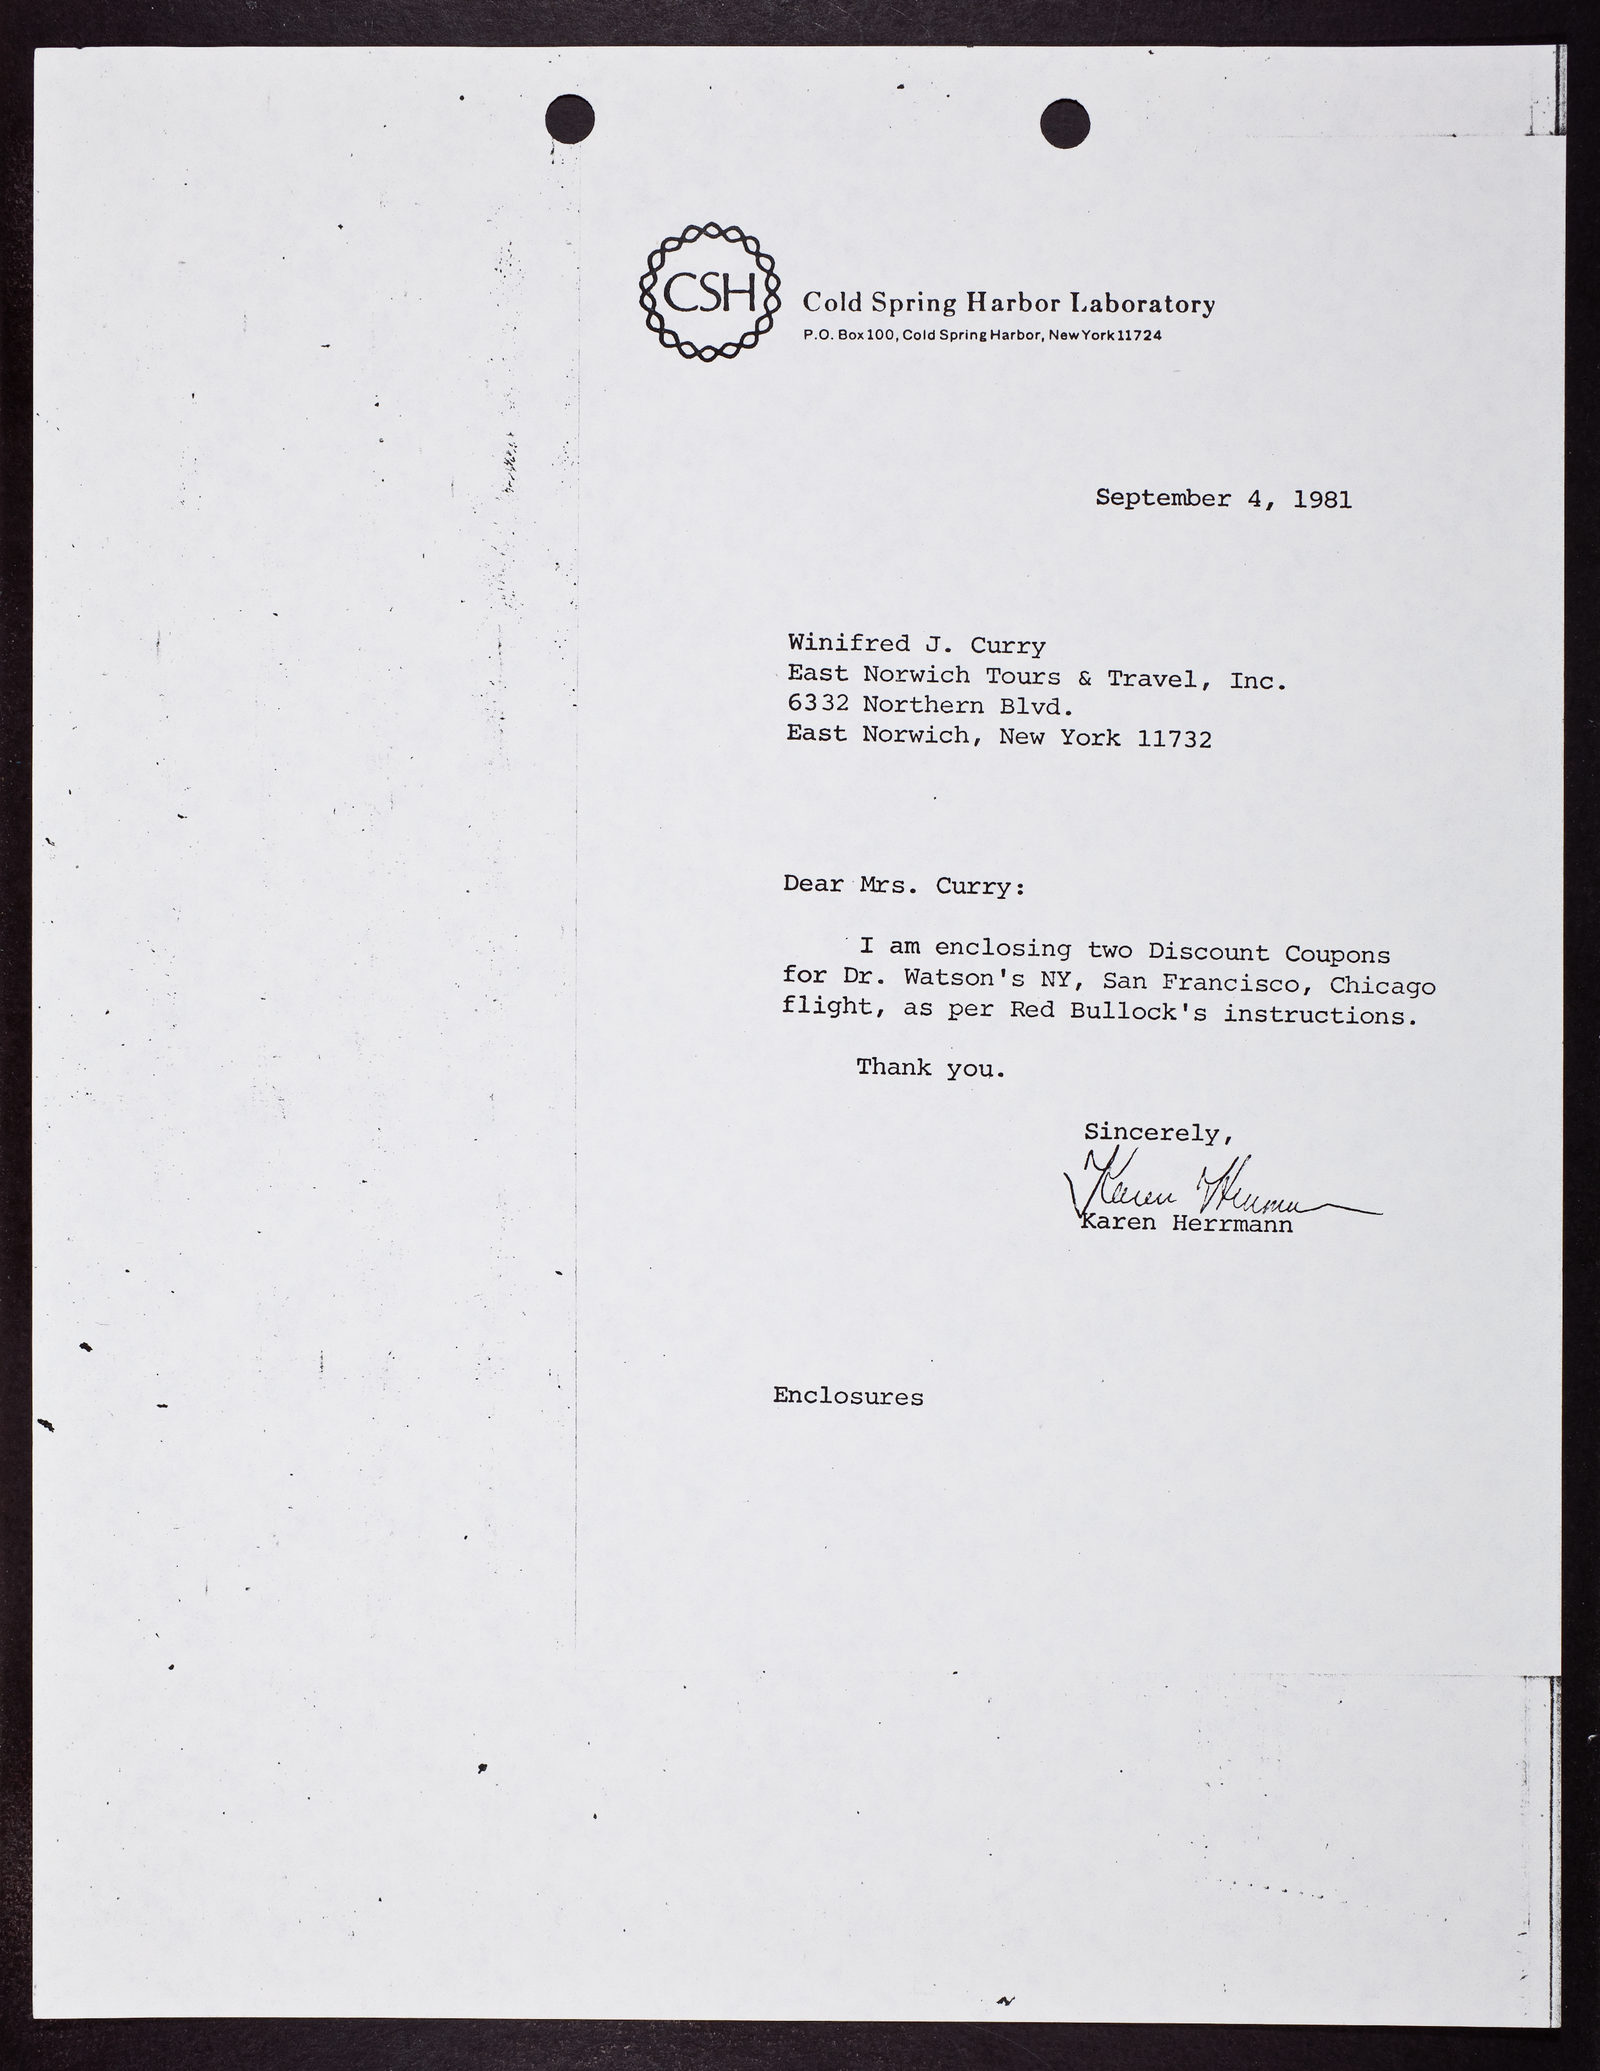 CSH
Cold Spring Harbor Laboratory
P.O. Box 100, Cold Spring Harbor, New York 11724
September 4, 1981
Winifred J. Curry
East Norwich Tours & Travel, Inc.
6332 Northern Blvd.
East Norwich, New York 11732
Dear Mrs. Curry:
I am enclosing two Discount Coupons
for Dr. Watson's NY, San Francisco, Chicago
flight, as per Red Bullock's instructions.
Thank you.
Sincerely,
Karen Herrmann
Karen Herrmann
Enclosures